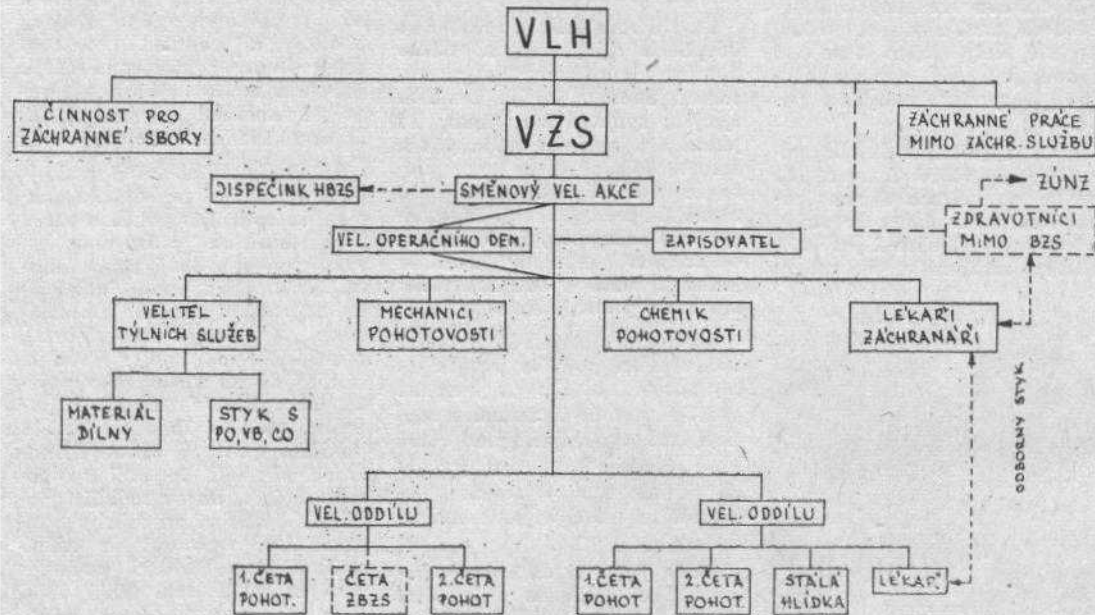 VLH
ČINNOST PRO
ZÁCHRANNÉ SBORY
VZS
ZÁCHRANNÉ PRÁCE
MIMO ZÁCHR. SLUŽBU
DISPEČINK HBZS
SMĚNOVÝ VEL. AKCE
ZÚNZ
VEL. OPERAČNÍHO DEN.
ZAPISOVATEL
ZDRAVOTNÍCI
MIMO BZS
VELITEL
TÝLNÍCH SLUŽEB
MECHANICI
POHOTOVOSTI
CHEMIK
POHOTOVOSTI
LÉKAŘI
ZÁCHRANÁŘI
MATERIÁL
DÍLNY
STYK S
PO, VB, CO
ODBORNÝ STYK
VEL. ODDÍLU
VEL. ODDÍLU
1. ČETA
POHOT.
ČETA
ZBZS
2. ČETA
POHOT
1. ČETA
POHOT
2. ČETA
POHOT.
STÁLÁ
HLÍDKA
LÉKAŘ